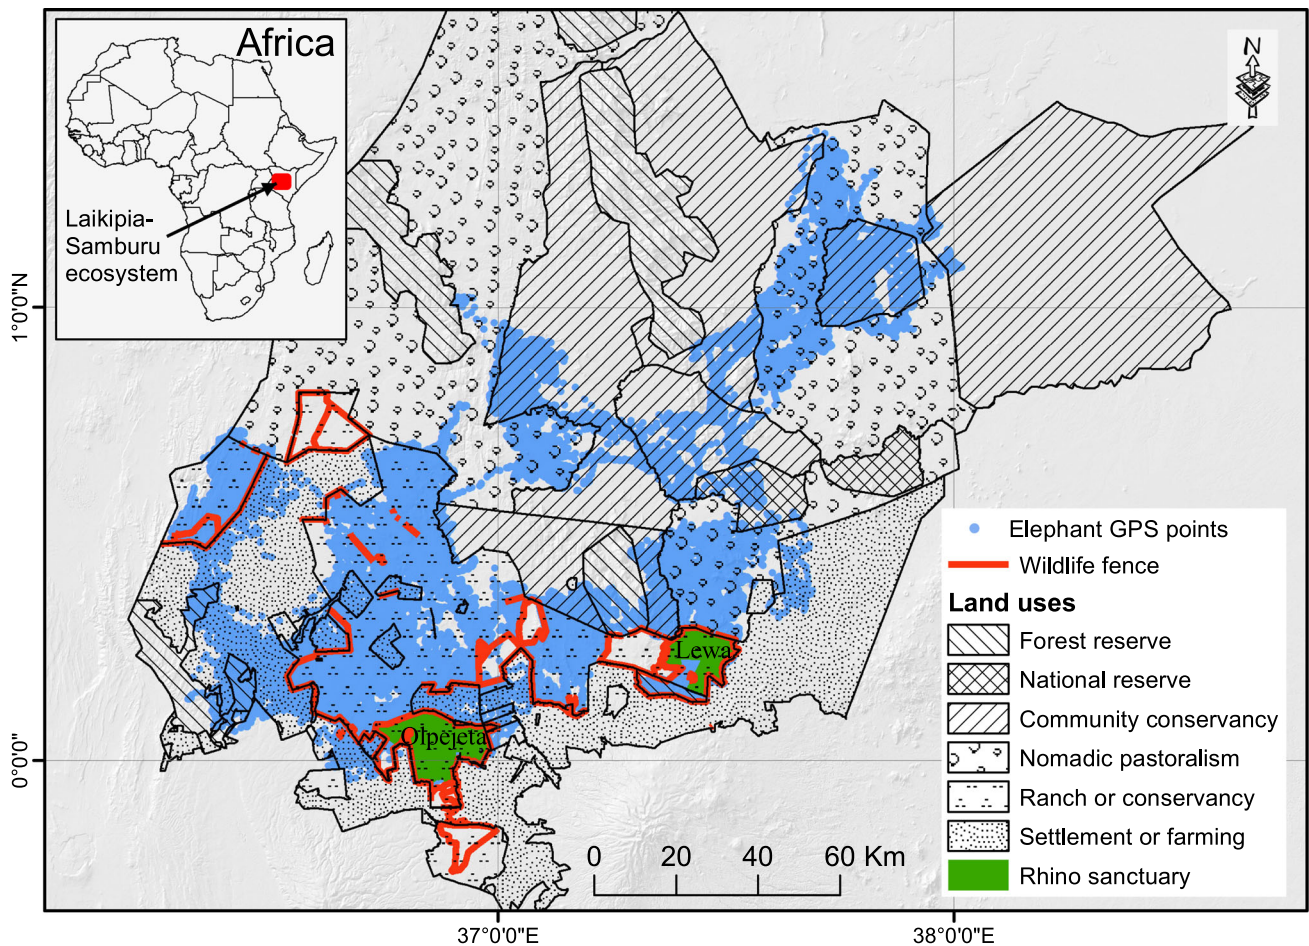 Africa
Laikipia-
Samburu
ecosystem
N
1°0'0"N
0°0'0"
37°0'0"E
38°0'0"E
Lewa
Olpejeta
0 20 40 60 Km
Elephant GPS points
Wildlife fence
Land uses
Forest reserve
National reserve
Community conservancy
Nomadic pastoralism
Ranch or conservancy
Settlement or farming
Rhino sanctuary